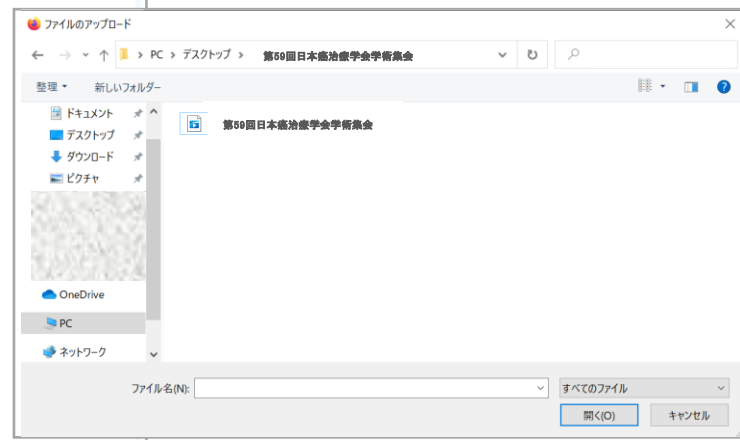 ファイルのアップロード
PC > デスクトップ > 第59回日本癌治療学会学術集会
整理 新しいフォルダー
ドキュメント
第59回日本癌治療学会学術集会
デスクトップ
ダウンロード
ピクチャ
OneDrive
PC
ネットワーク
ファイル名(N): すべてのファイル
開く(O) キャンセル